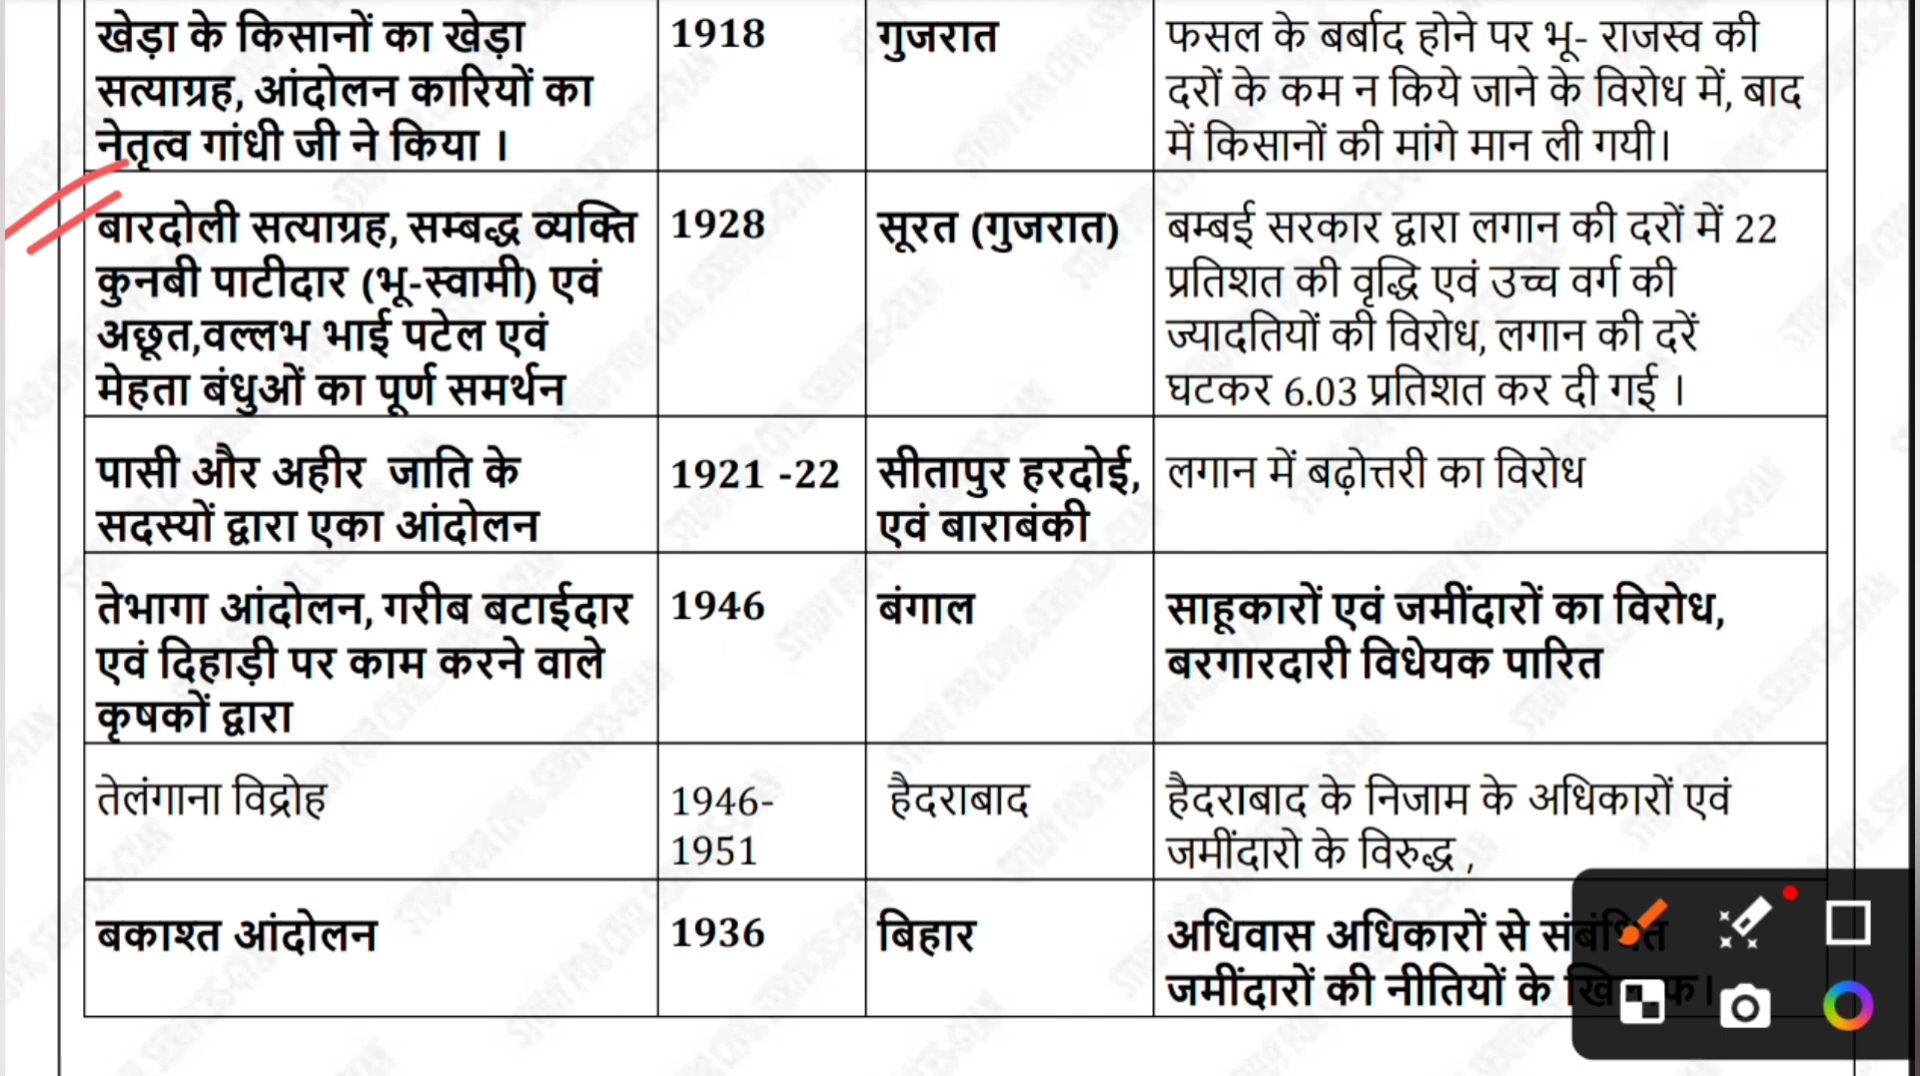 खेड़ा के किसानों का खेड़ा
सत्याग्रह, आंदोलन कारियों का
नेतृत्व गांधी जी ने किया ।
1918
गुजरात
फसल के बर्बाद होने पर भू- राजस्व की
दरों के कम न किये जाने के विरोध में, बाद
में किसानों की मांगे मान ली गयी।
बारदोली सत्याग्रह, सम्बद्ध व्यक्ति
कुनबी पाटीदार (भू-स्वामी) एवं
अछूत,वल्लभ भाई पटेल एवं
मेहता बंधुओं का पूर्ण समर्थन
1928
सूरत (गुजरात)
बम्बई सरकार द्वारा लगान की दरों में 22
प्रतिशत की वृद्धि एवं उच्च वर्ग की
ज्यादतियों की विरोध, लगान की दरें
घटकर 6.03 प्रतिशत कर दी गई ।
पासी और अहीर जाति के
सदस्यों द्वारा एका आंदोलन
1921 -22
सीतापुर हरदोई,
एवं बाराबंकी
लगान में बढ़ोत्तरी का विरोध
तेभागा आंदोलन, गरीब बटाईदार
एवं दिहाड़ी पर काम करने वाले
कृषकों द्वारा
1946
बंगाल
साहूकारों एवं जमींदारों का विरोध,
बरगारदारी विधेयक पारित
तेलंगाना विद्रोह
1946-
1951
हैदराबाद
हैदराबाद के निजाम के अधिकारों एवं
जमींदारो के विरुद्ध ,
बकाश्त आंदोलन
1936
बिहार
अधिवास अधिकारों से संबंधित
जमींदारों की नीतियों के